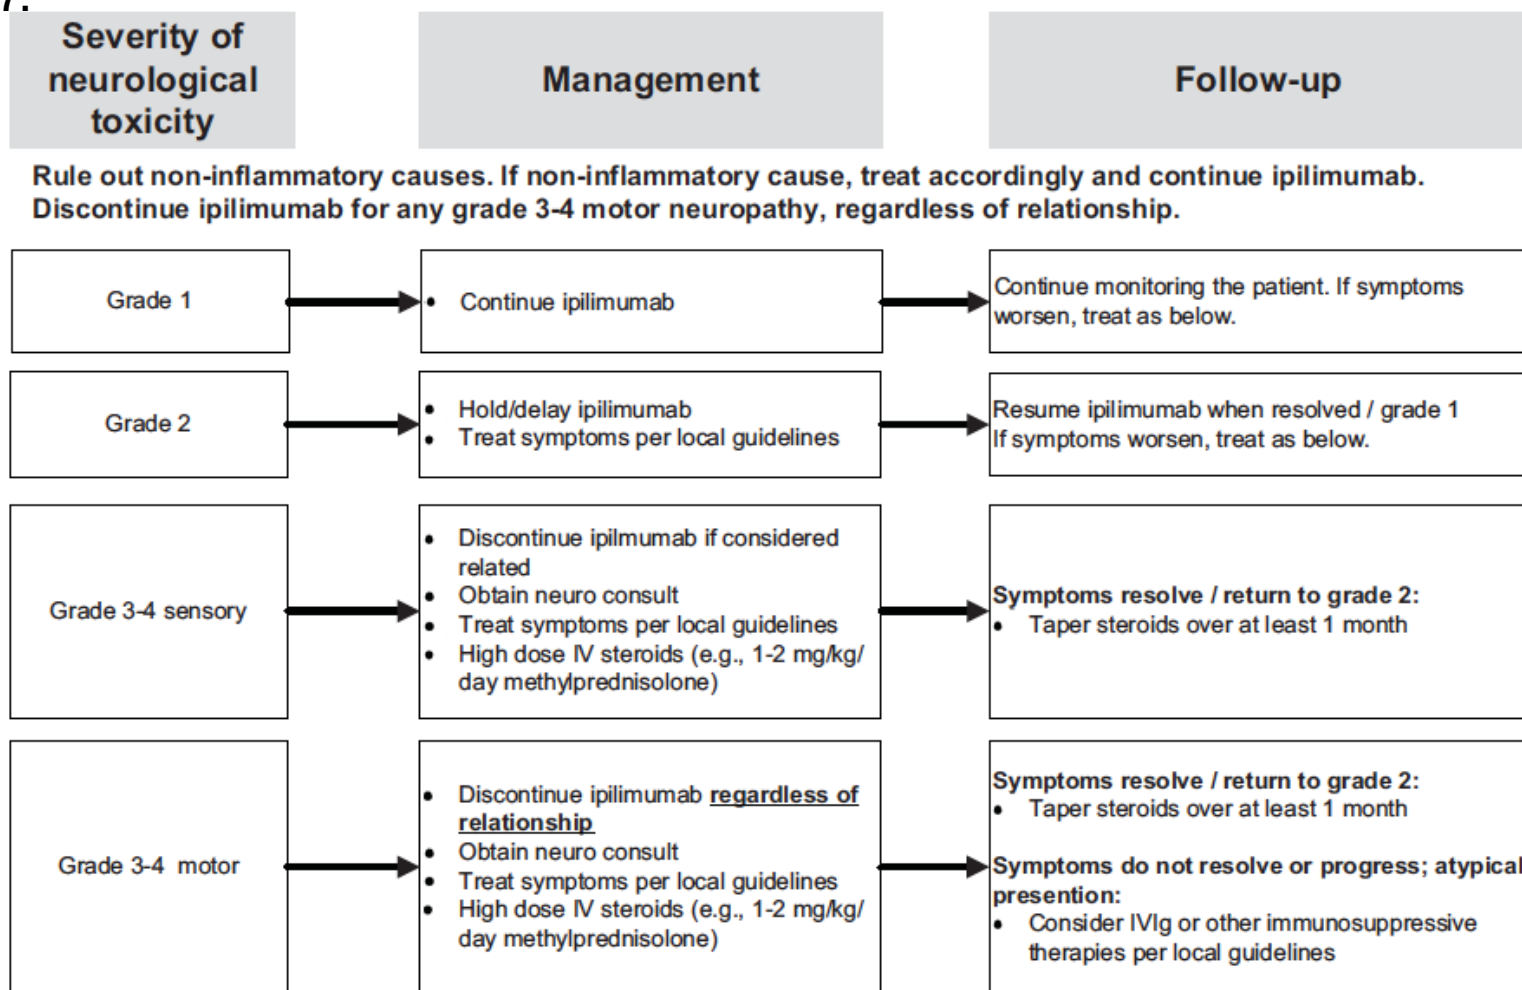 Severity of
neurological
toxicity
Management
Follow-up
Rule out non-inflammatory causes. If non-inflammatory cause, treat accordingly and continue ipilimumab.
Discontinue ipilimumab for any grade 3-4 motor neuropathy, regardless of relationship.
Grade 1
• Continue ipilimumab
Continue monitoring the patient. If symptoms
worsen, treat as below.
Grade 2
• Hold/delay ipilimumab
• Treat symptoms per local guidelines
Resume ipilimumab when resolved / grade 1
If symptoms worsen, treat as below.
Grade 3-4 sensory
• Discontinue ipilmumab if considered
related
• Obtain neuro consult
• Treat symptoms per local guidelines
• High dose IV steroids (e.g., 1-2 mg/kg/
day methylprednisolone)
Symptoms resolve / return to grade 2:
• Taper steroids over at least 1 month
Grade 3-4 motor
• Discontinue ipilimumab regardless of
relationship
• Obtain neuro consult
• Treat symptoms per local guidelines
• High dose IV steroids (e.g., 1-2 mg/kg/
day methylprednisolone)
Symptoms resolve / return to grade 2:
• Taper steroids over at least 1 month
Symptoms do not resolve or progress; atypical
presention:
• Consider IVIg or other immunosuppressive
therapies per local guidelines